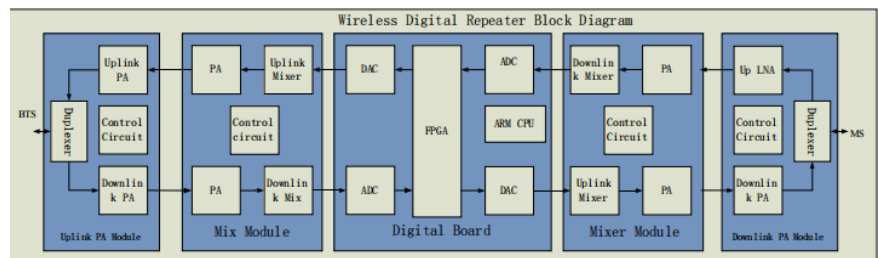 Wireless Digital Repeater Block Diagram
Uplink
PA
PA
Uplink
Mixer
DAC
ADC
Downlin
k Mixer
PA
Up LNA
BTS
Duplexer
Control
Circuit
Control
circuit
FPGA
ARM CPU
Control
Circuit
Control
Circuit
Duplexer
MS
Downlin
k PA
PA
Downlin
k Mix
ADC
DAC
Uplink
Mixer
PA
Downlin
k PA
Uplink PA Module
Mix Module
Digital Board
Mixer Module
Downlink PA Module